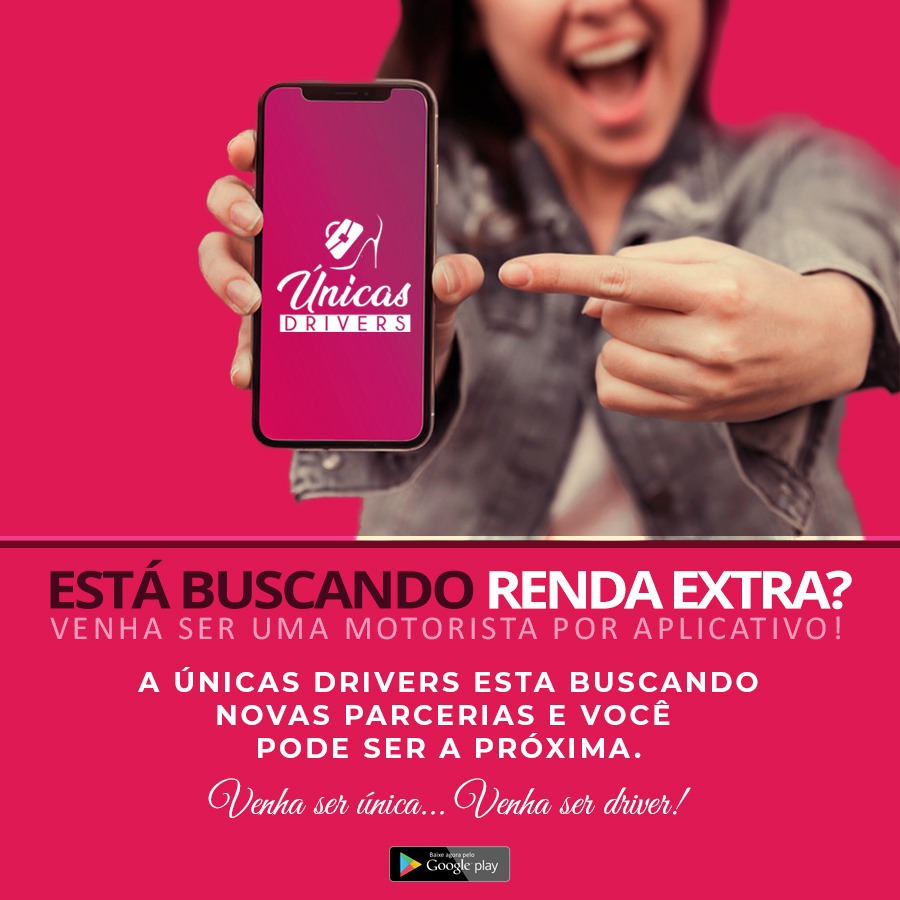 Únicas
DRIVERS
ESTÁ BUSCANDO RENDA EXTRA?
VENHA SER UMA MOTORISTA POR APLICATIVO!
A ÚNICAS DRIVERS ESTA BUSCANDO
NOVAS PARCERIAS E VOCÊ
PODE SER A PRÓXIMA.
Venha ser única... Venha ser driver!
Baixe agora pelo
Google play